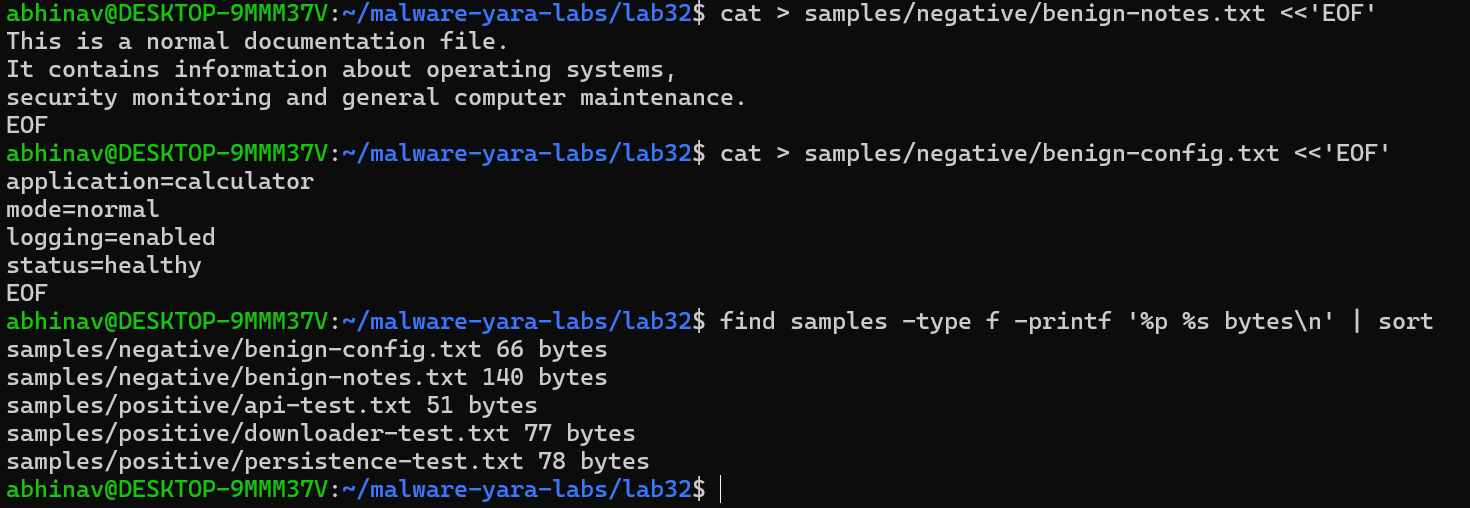 abhinav@DESKTOP-9MMM37V:~/malware-yara-labs/lab32$ cat > samples/negative/benign-notes.txt <<'EOF'
This is a normal documentation file.
It contains information about operating systems,
security monitoring and general computer maintenance.
EOF
abhinav@DESKTOP-9MMM37V:~/malware-yara-labs/lab32$ cat > samples/negative/benign-config.txt <<'EOF'
application=calculator
mode=normal
logging=enabled
status=healthy
EOF
abhinav@DESKTOP-9MMM37V:~/malware-yara-labs/lab32$ find samples -type f -printf '%p %s bytes\n' | sort
samples/negative/benign-config.txt 66 bytes
samples/negative/benign-notes.txt 140 bytes
samples/positive/api-test.txt 51 bytes
samples/positive/downloader-test.txt 77 bytes
samples/positive/persistence-test.txt 78 bytes
abhinav@DESKTOP-9MMM37V:~/malware-yara-labs/lab32$